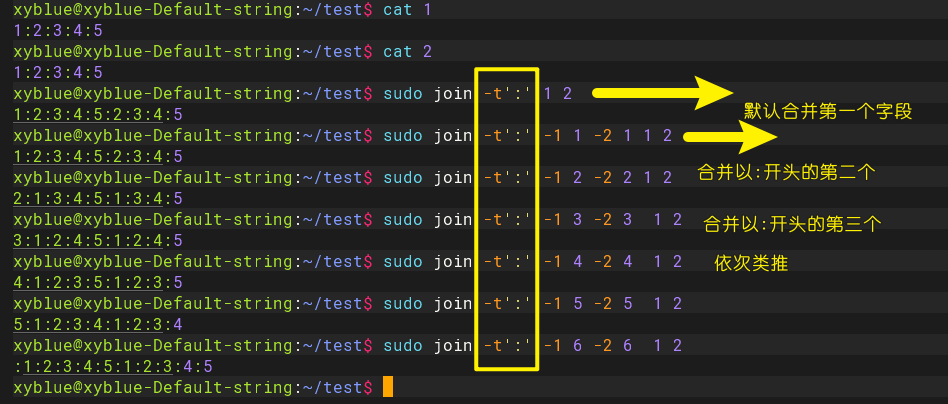 xyblue@xyblue-Default-string:~/test$ cat 1
1:2:3:4:5
xyblue@xyblue-Default-string:~/test$ cat 2
1:2:3:4:5
xyblue@xyblue-Default-string:~/test$ sudo join -t':' 1 2
默认合并第一个字段
1:2:3:4:5:2:3:4:5
xyblue@xyblue-Default-string:~/test$ sudo join -t':' -1 1 -2 1 1 2
1:2:3:4:5:2:3:4:5
合并以:开头的第二个
xyblue@xyblue-Default-string:~/test$ sudo join -t':' -1 2 -2 2 1 2
2:1:3:4:5:1:3:4:5
xyblue@xyblue-Default-string:~/test$ sudo join -t':' -1 3 -2 3  1 2
合并以:开头的第三个
3:1:2:4:5:1:2:4:5
xyblue@xyblue-Default-string:~/test$ sudo join -t':' -1 4 -2 4  1 2
依次类推
4:1:2:3:5:1:2:3:5
xyblue@xyblue-Default-string:~/test$ sudo join -t':' -1 5 -2 5  1 2
5:1:2:3:4:1:2:3:4
xyblue@xyblue-Default-string:~/test$ sudo join -t':' -1 6 -2 6  1 2
:1:2:3:4:5:1:2:3:4:5
xyblue@xyblue-Default-string:~/test$